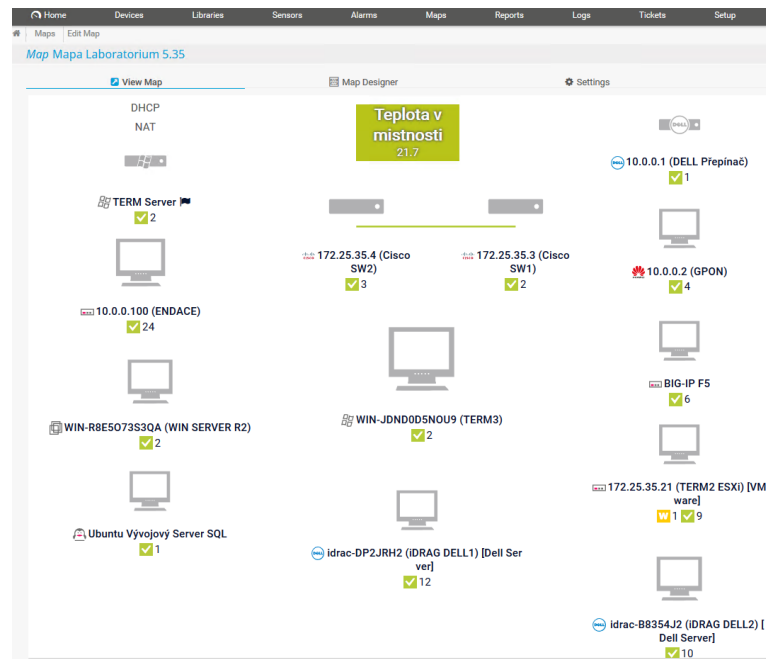 Home Devices Libraries Sensors Alarms Maps Reports Logs Tickets Setup
Maps Edit Map
Map Mapa Laboratorium 5.35
View Map Map Designer Settings
DHCP
NAT
TERM Server
2
10.0.0.100 (ENDACE)
24
WIN-R8E5O73S3QA (WIN SERVER R2)
2
Ubuntu Vývojový Server SQL
1
Teplota v
mistnosti
21.7
172.25.35.4 (Cisco
SW2)
3
172.25.35.3 (Cisco
SW1)
2
WIN-JDND0D5NOU9 (TERM3)
2
idrac-DP2JRH2 (iDRAG DELL1) [Dell Ser
ver]
12
DELL
10.0.0.1 (DELL Přepínač)
1
10.0.0.2 (GPON)
4
BIG-IP F5
6
172.25.35.21 (TERM2 ESXi) [VM
ware]
W 1 9
idrac-B8354J2 (iDRAG DELL2) [
Dell Server]
10